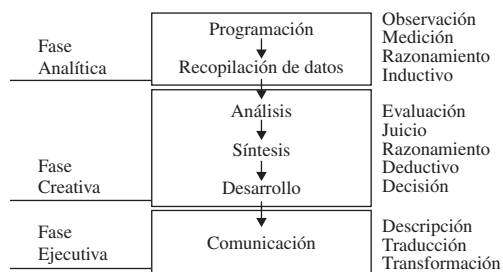 Fase
Analítica
Programación
Recopilación de datos
Observación
Medición
Razonamiento
Inductivo
Fase
Creativa
Análisis
Síntesis
Desarrollo
Evaluación
Juicio
Razonamiento
Deductivo
Decisión
Fase
Ejecutiva
Comunicación
Descripción
Traducción
Transformación